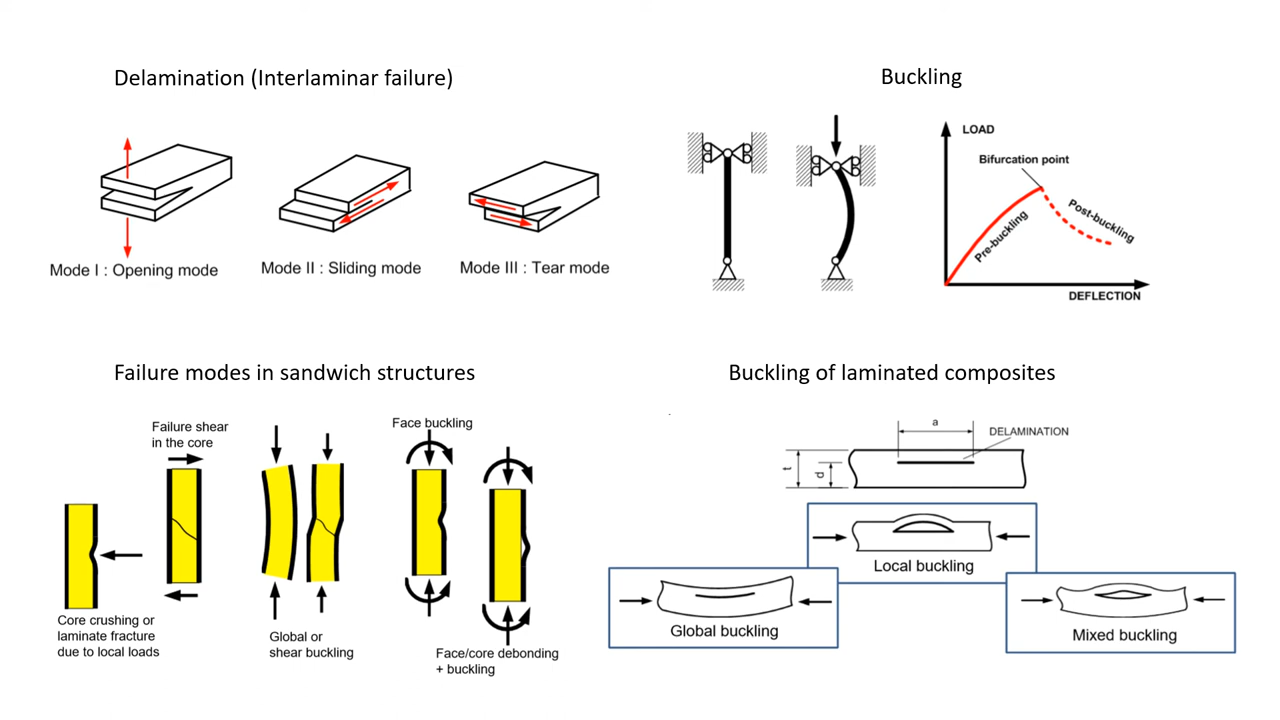 Delamination (Interlaminar failure)
Mode I : Opening mode
Mode II : Sliding mode
Mode III : Tear mode
Buckling
LOAD
Bifurcation point
Pre-buckling
Post-buckling
DEFLECTION
Failure modes in sandwich structures
Core crushing or
laminate fracture
due to local loads
Failure shear
in the core
Global or
shear buckling
Face buckling
Face/core debonding
+ buckling
Buckling of laminated composites
a
DELAMINATION
t
d
Local buckling
Global buckling
Mixed buckling